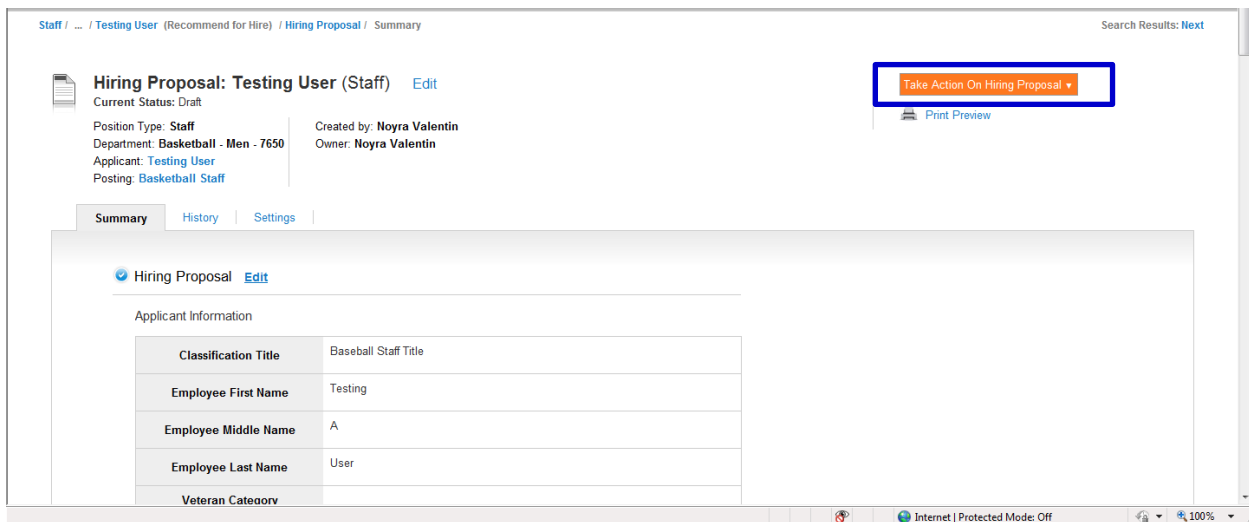 Staff / ... / Testing User (Recommend for Hire) / Hiring Proposal / Summary
Search Results: Next
Hiring Proposal: Testing User (Staff) Edit
Current Status: Draft
Take Action On Hiring Proposal ▾
Print Preview
Position Type: Staff
Department: Basketball - Men - 7650
Applicant: Testing User
Posting: Basketball Staff
Created by: Noyra Valentin
Owner: Noyra Valentin
Summary History Settings
Hiring Proposal Edit
Applicant Information
Classification Title Baseball Staff Title
Employee First Name Testing
Employee Middle Name A
Employee Last Name User
Veteran Category
Internet | Protected Mode: Off 100%